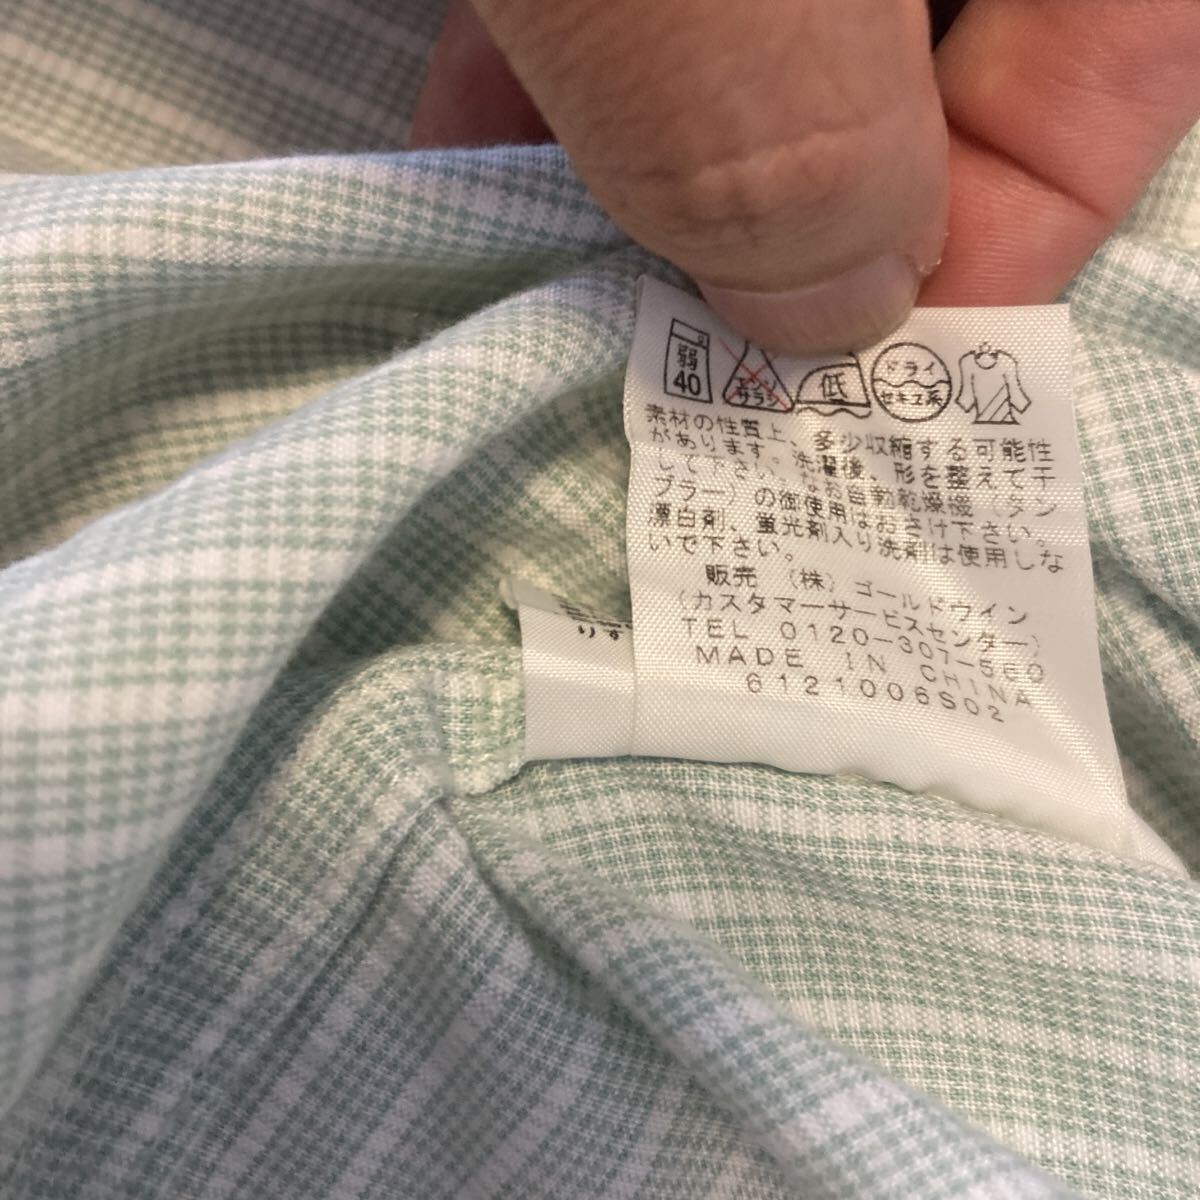 弱 40
エンソ サラシ
低
ドライ セキユ系
素材の性質上、多少収縮する可能性
があります。洗濯後、形を整えて干
して下さい。なお自動乾燥機（タン
ブラー）の御使用はおさけ下さい。
漂白剤、蛍光剤入り洗剤は使用しな
いで下さい。
販売 （株）ゴールドウイン
（カスタマーサービスセンター）
TEL 0120-307-560
MADE IN CHINA
6121006S02